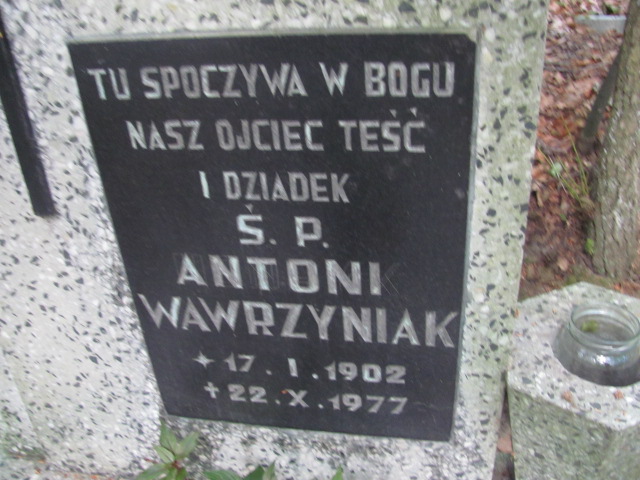 TU SPOCZYWA W BOGU
NASZ OJCIEC TEŚĆ
I DZIADEK
Ś. P.
ANTONI
WAWRZYNIAK
* 17. I. 1902
† 22. X. 1977